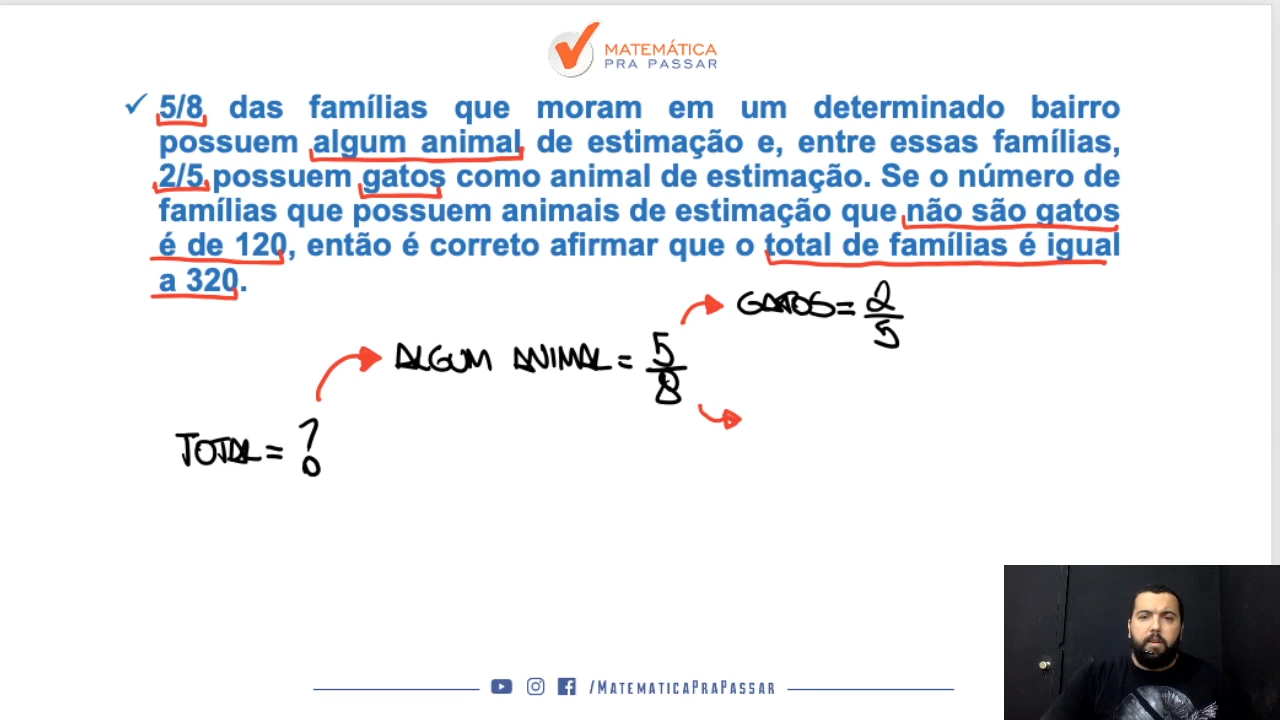 MATEMÁTICA
PRA PASSAR
✓ 5/8 das famílias que moram em um determinado bairro
possuem algum animal de estimação e, entre essas famílias,
2/5 possuem gatos como animal de estimação. Se o número de
famílias que possuem animais de estimação que não são gatos
é de 120, então é correto afirmar que o total de famílias é igual
a 320.
GATOS = 2/5
ALGUM ANIMAL = 5/8
TOTAL = ?
/MatematicaPraPassar